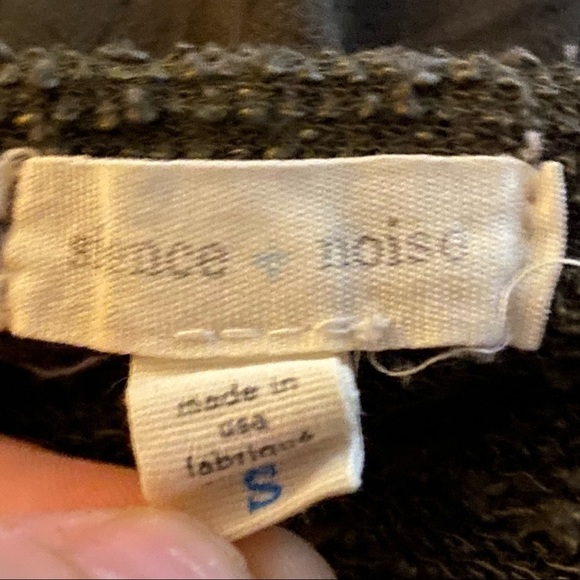 silence + noise
made in
usa
fabriqué
S